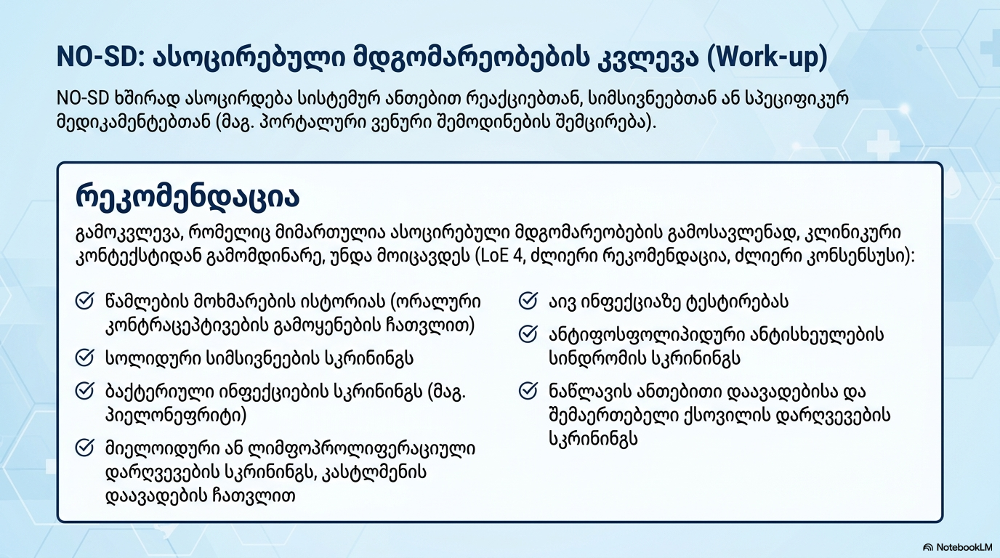 NO-SD: ასოცირებული მდგომარეობების კვლევა (Work-up)
NO-SD ხშირად ასოცირდება სისტემურ ანთებით რეაქციებთან, სიმსივნეებთან ან სპეციფიკურ
მედიკამენტებთან (მაგ. პორტალური ვენური შემოდინების შემცირება).
რეკომენდაცია
გამოკვლევა, რომელიც მიმართულია ასოცირებული მდგომარეობების გამოსავლენად, კლინიკური
კონტექსტიდან გამომდინარე, უნდა მოიცავდეს (LoE 4, ძლიერი რეკომენდაცია, ძლიერი კონსენსუსი):
წამლების მოხმარების ისტორიას (ორალური
კონტრაცეპტივების გამოყენების ჩათვლით)
სოლიდური სიმსივნეების სკრინინგს
ბაქტერიული ინფექციების სკრინინგს (მაგ.
პიელონეფრიტი)
მიელოიდური ან ლიმფოპროლიფერაციული
დარღვევების სკრინინგს, კასტლმენის
დაავადების ჩათვლით
აივ ინფექციაზე ტესტირებას
ანტიფოსფოლიპიდური ანტისხეულების
სინდრომის სკრინინგს
ნაწლავის ანთებითი დაავადებისა და
შემაერთებელი ქსოვილის დარღვევების
სკრინინგს
NotebookLM